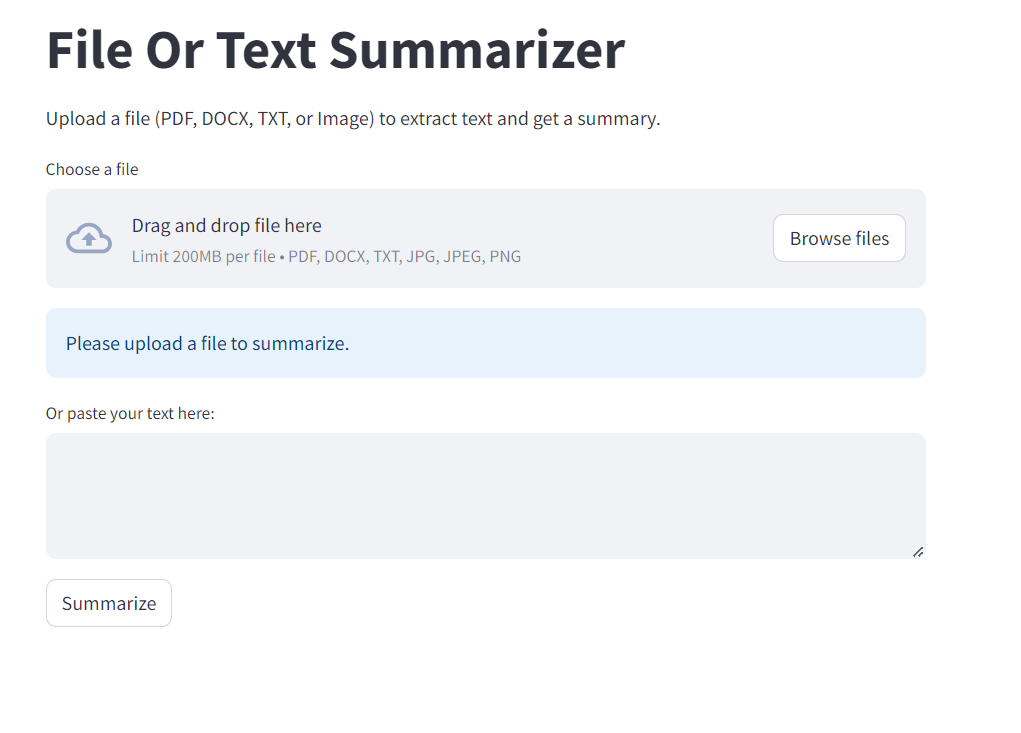 File Or Text Summarizer
Upload a file (PDF, DOCX, TXT, or Image) to extract text and get a summary.
Choose a file
Drag and drop file here
Limit 200MB per file • PDF, DOCX, TXT, JPG, JPEG, PNG
Browse files
Please upload a file to summarize.
Or paste your text here:
Summarize